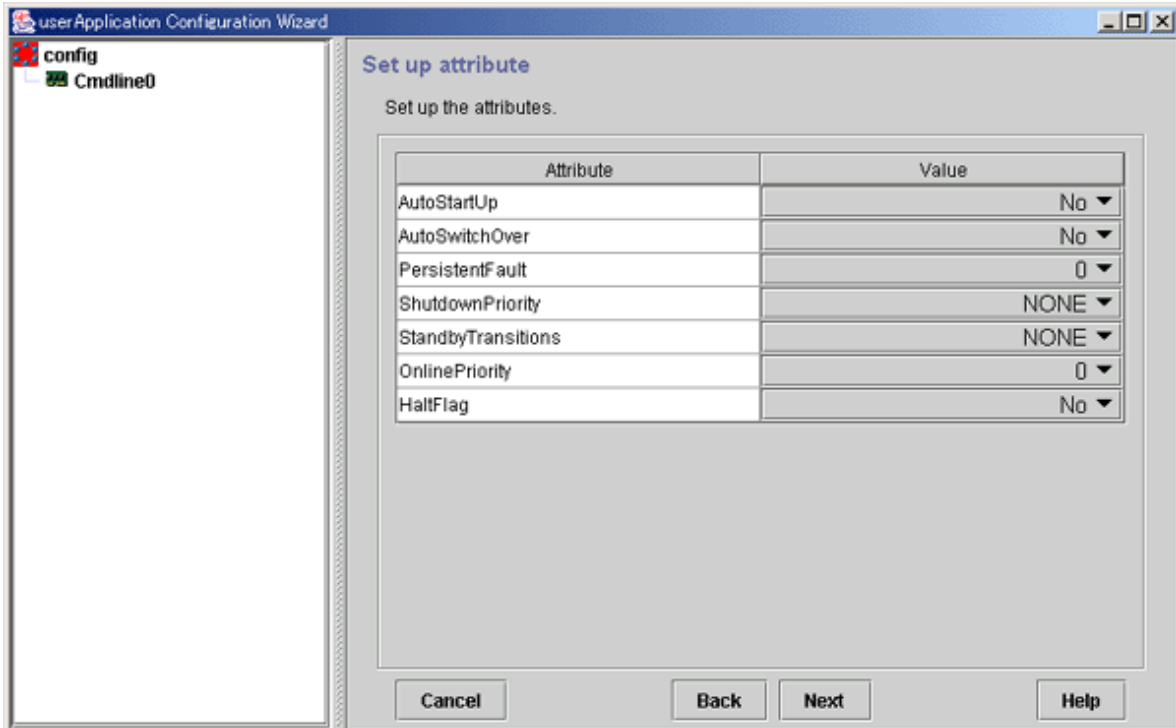 userApplication Configuration Wizard
config
Cmdline0
Set up attribute
Set up the attributes.
Attribute Value
AutoStartUp No
AutoSwitchOver No
PersistentFault 0
ShutdownPriority NONE
StandbyTransitions NONE
OnlinePriority 0
HaltFlag No
Cancel Back Next Help